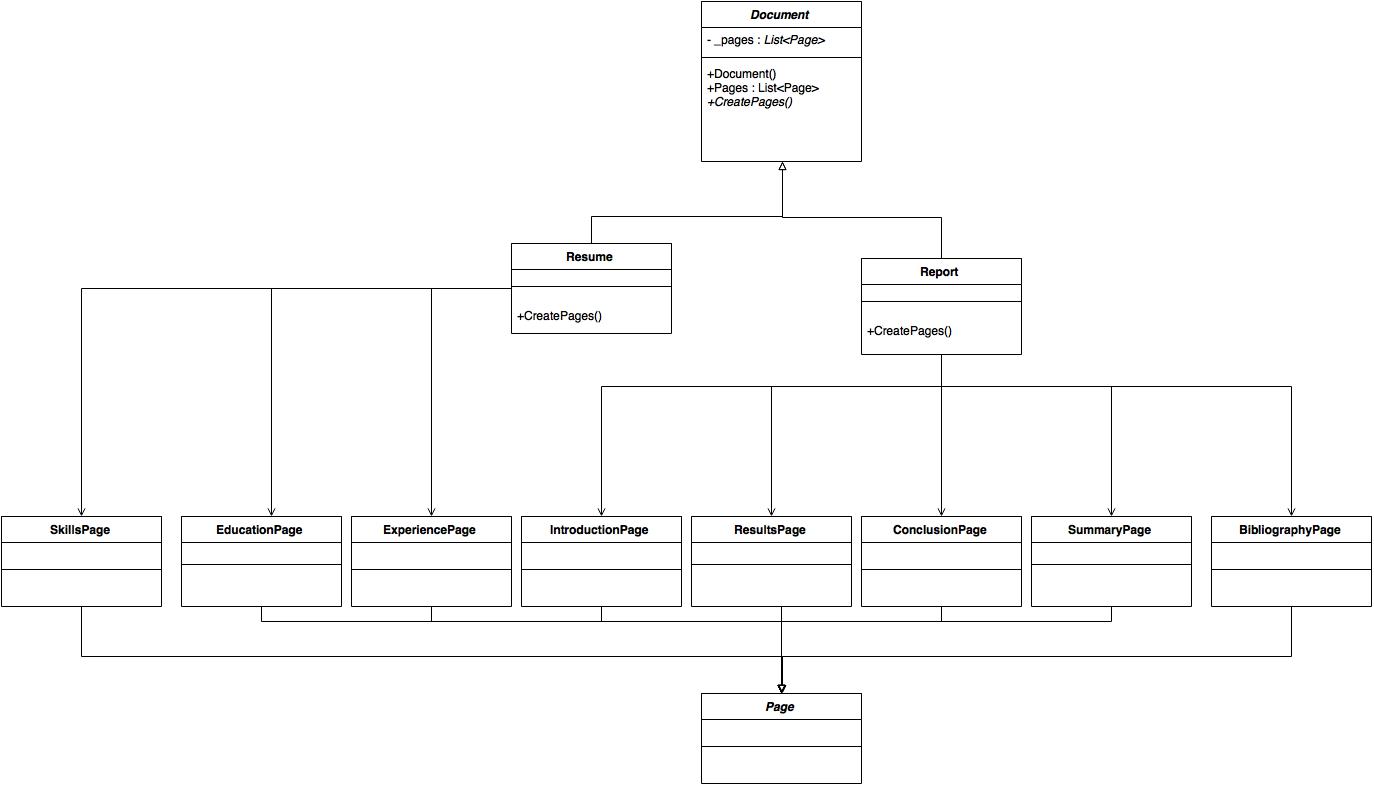 Document
- _pages : List<Page>
+Document()
+Pages : List<Page>
+CreatePages()
Resume
+CreatePages()
Report
+CreatePages()
SkillsPage
EducationPage
ExperiencePage
IntroductionPage
ResultsPage
ConclusionPage
SummaryPage
BibliographyPage
Page